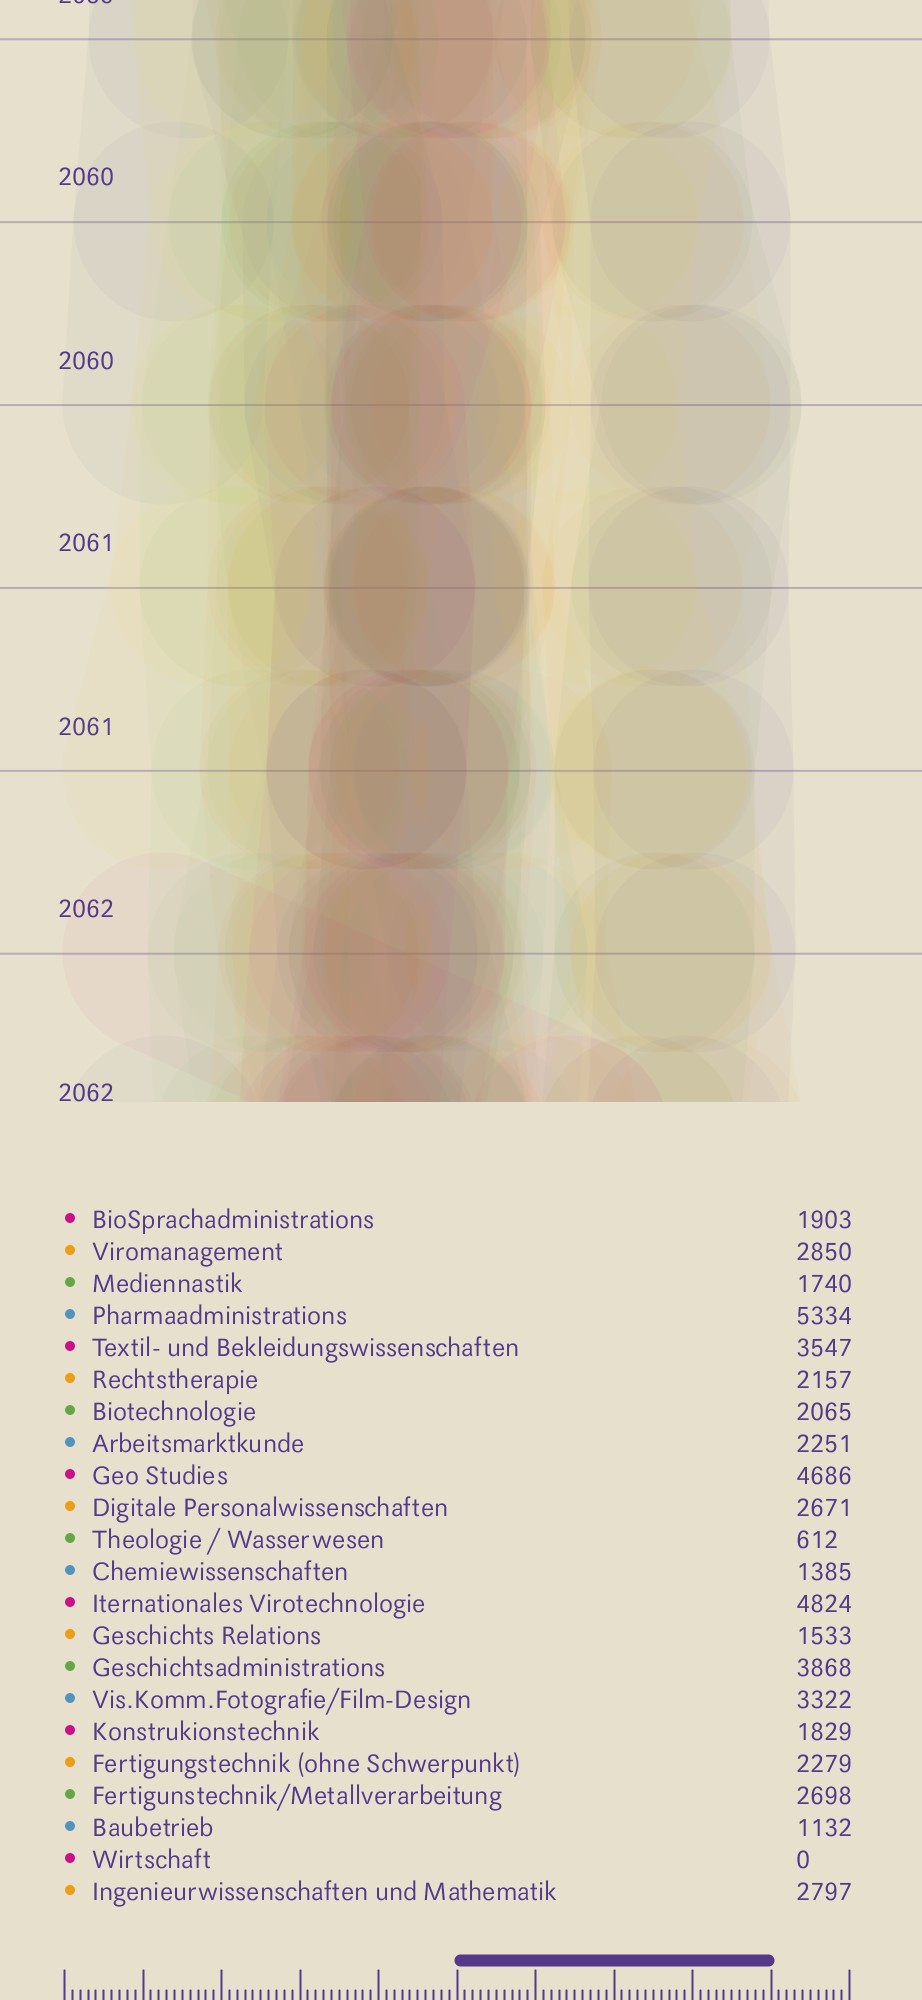 2060
2060
2061
2061
2062
2062
BioSprachadministrations 1903
Viromanagement 2850
Mediennastik 1740
Pharmaadministrations 5334
Textil- und Bekleidungswissenschaften 3547
Rechtstherapie 2157
Biotechnologie 2065
Arbeitsmarktkunde 2251
Geo Studies 4686
Digitale Personalwissenschaften 2671
Theologie / Wasserwesen 612
Chemiewissenschaften 1385
Iternationales Virotechnologie 4824
Geschichts Relations 1533
Geschichtsadministrations 3868
Vis.Komm.Fotografie/Film-Design 3322
Konstrukionstechnik 1829
Fertigungstechnik (ohne Schwerpunkt) 2279
Fertigunstechnik/Metallverarbeitung 2698
Baubetrieb 1132
Wirtschaft 0
Ingenieurwissenschaften und Mathematik 2797